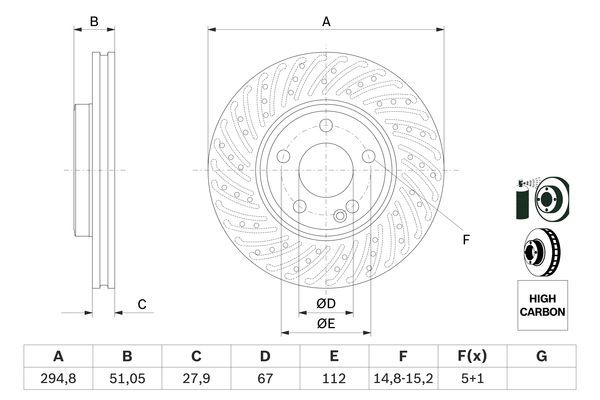 B
A
F
C
ØD
ØE
HIGH
CARBON
A B C D E F F(x) G
294,8 51,05 27,9 67 112 14,8-15,2 5+1